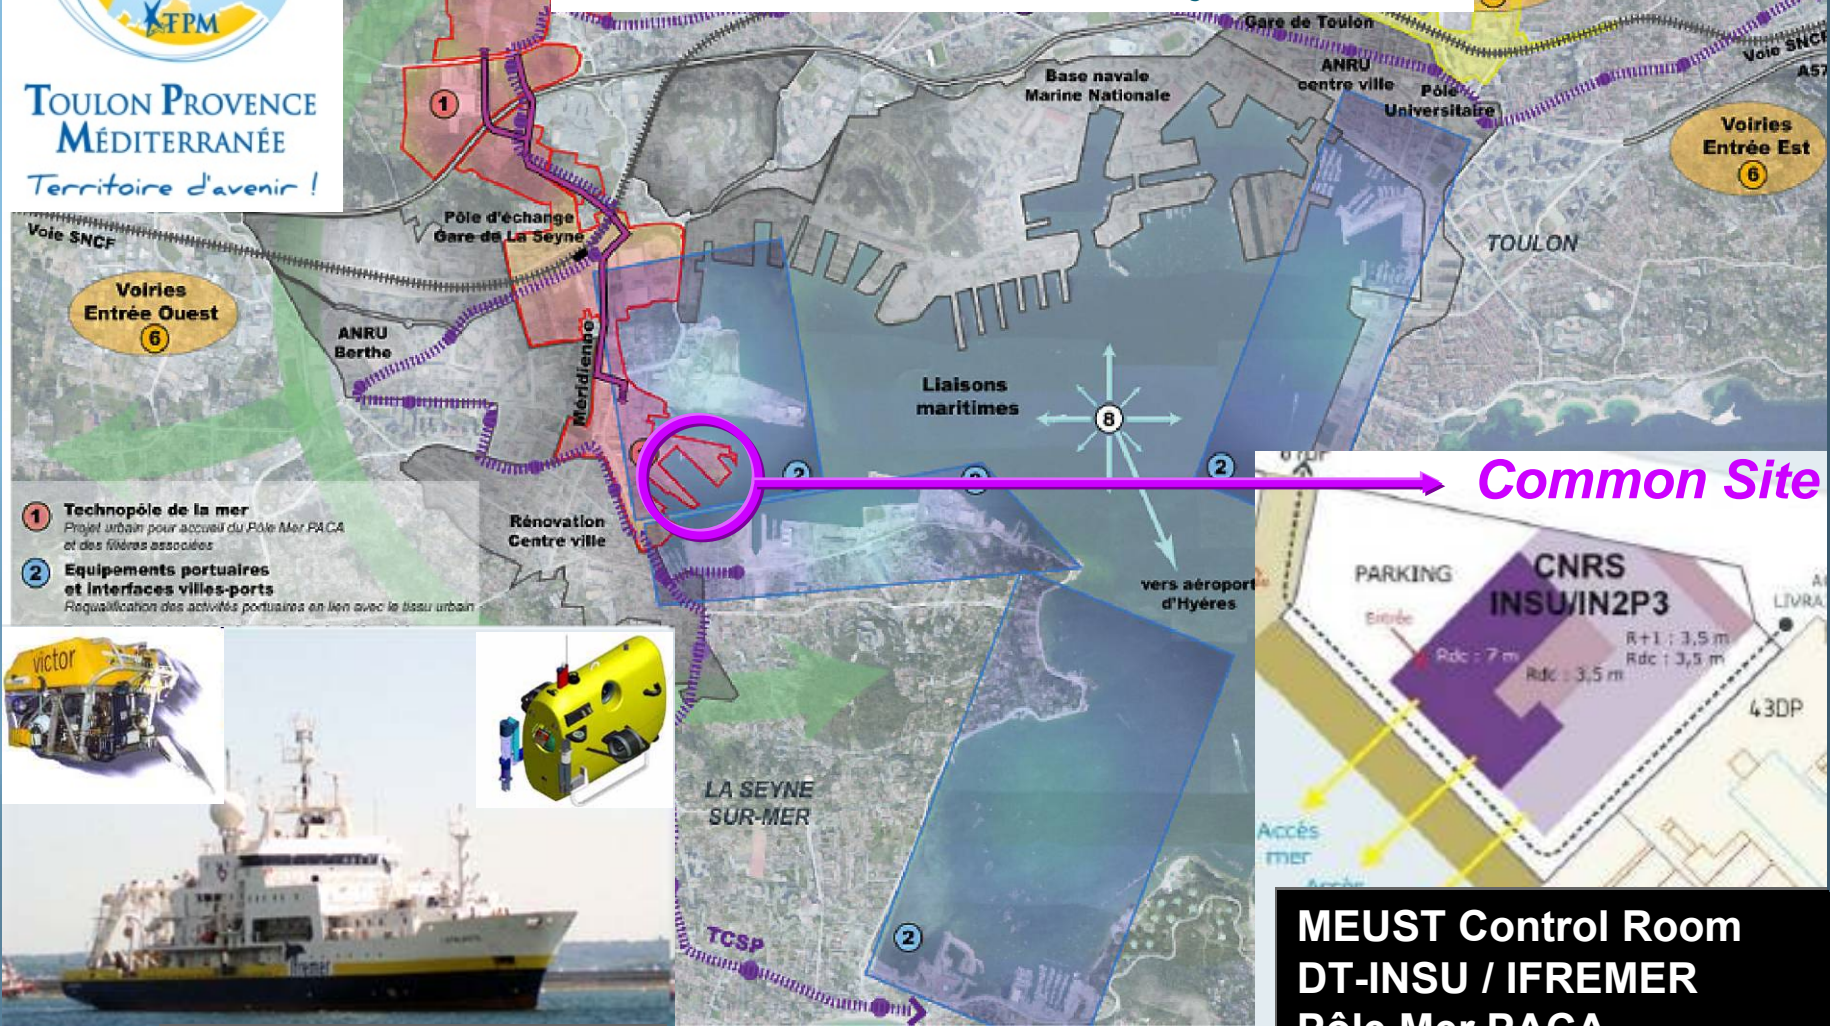 TPM
TOULON PROVENCE
MÉDITERRANÉE
Territoire d'avenir !
Gare de Toulon
Voie SNCF
A57
ANRU
centre ville
Pôle
Universitaire
Base navale
Marine Nationale
Voiries
Entrée Est
6
1
Pôle d'échange
Gare de La Seyne
Voie SNCF
TOULON
Voiries
Entrée Ouest
6
ANRU
Berthe
Méridienne
Liaisons
maritimes
8
2
2
2
Common Site
1 Technopôle de la mer
Projet urbain pour accueil du Pôle Mer PACA
et des filières associées
2 Equipements portuaires
et interfaces villes-ports
Requalification des activités portuaires en lien avec le tissu urbain
Rénovation
Centre ville
vers aéroport
d'Hyéres
PARKING
Entrée
CNRS
INSU/IN2P3
Rdc : 7 m
R+1 : 3,5 m
Rdc : 3,5 m
Rdc : 3,5 m
43DP
Accès
mer
Accès
victor
ifremer
LA SEYNE
SUR-MER
TCSP
2
MEUST Control Room
DT-INSU / IFREMER
Pôle Mer PACA